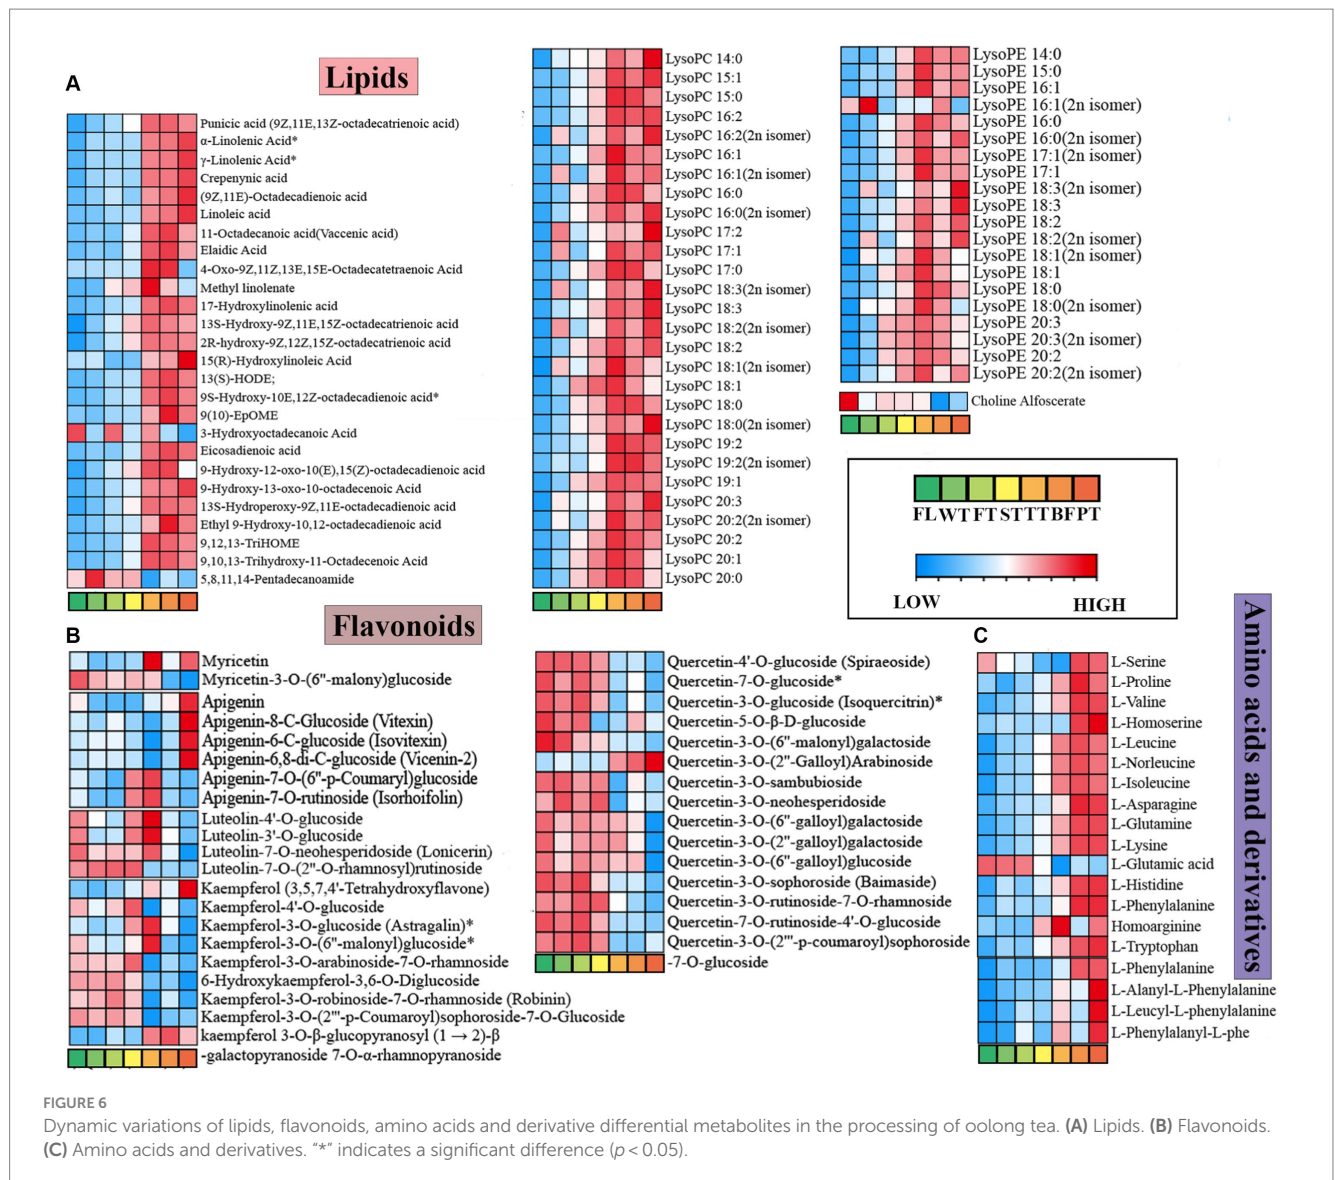 A
Lipids
Punicic acid (9Z,11E,13Z-octadecatrienoic acid)
α-Linolenic Acid*
γ-Linolenic Acid*
Crepenynic acid
(9Z,11E)-Octadecadienoic acid
Linoleic acid
11-Octadecanoic acid(Vaccenic acid)
Elaidic Acid
4-Oxo-9Z,11Z,13E,15E-Octadecatetraenoic Acid
Methyl linolenate
17-Hydroxylinolenic acid
13S-Hydroxy-9Z,11E,15Z-octadecatrienoic acid
2R-hydroxy-9Z,12Z,15Z-octadecatrienoic acid
15(R)-Hydroxylinoleic Acid
13(S)-HODE;
9S-Hydroxy-10E,12Z-octadecadienoic acid*
9(10)-EpOME
3-Hydroxyoctadecanoic Acid
Eicosadienoic acid
9-Hydroxy-12-oxo-10(E),15(Z)-octadecadienoic acid
9-Hydroxy-13-oxo-10-octadecenoic Acid
13S-Hydroperoxy-9Z,11E-octadecadienoic acid
Ethyl 9-Hydroxy-10,12-octadecadienoic acid
9,12,13-TriHOME
9,10,13-Trihydroxy-11-Octadecenoic Acid
5,8,11,14-Pentadecanoamide
LysoPC 14:0
LysoPC 15:1
LysoPC 15:0
LysoPC 16:2
LysoPC 16:2(2n isomer)
LysoPC 16:1
LysoPC 16:1(2n isomer)
LysoPC 16:0
LysoPC 16:0(2n isomer)
LysoPC 17:2
LysoPC 17:1
LysoPC 17:0
LysoPC 18:3(2n isomer)
LysoPC 18:3
LysoPC 18:2(2n isomer)
LysoPC 18:2
LysoPC 18:1(2n isomer)
LysoPC 18:1
LysoPC 18:0
LysoPC 18:0(2n isomer)
LysoPC 19:2
LysoPC 19:2(2n isomer)
LysoPC 19:1
LysoPC 20:3
LysoPC 20:2(2n isomer)
LysoPC 20:2
LysoPC 20:1
LysoPC 20:0
LysoPE 14:0
LysoPE 15:0
LysoPE 16:1
LysoPE 16:1(2n isomer)
LysoPE 16:0
LysoPE 16:0(2n isomer)
LysoPE 17:1(2n isomer)
LysoPE 17:1
LysoPE 18:3(2n isomer)
LysoPE 18:3
LysoPE 18:2
LysoPE 18:2(2n isomer)
LysoPE 18:1(2n isomer)
LysoPE 18:1
LysoPE 18:0
LysoPE 18:0(2n isomer)
LysoPE 20:3
LysoPE 20:3(2n isomer)
LysoPE 20:2
LysoPE 20:2(2n isomer)
Choline Alfoscerate
FL WT FT ST TT BF PT
LOW HIGH
B
Flavonoids
Myricetin
Myricetin-3-O-(6"-malony)glucoside
Apigenin
Apigenin-8-C-Glucoside (Vitexin)
Apigenin-6-C-glucoside (Isovitexin)
Apigenin-6,8-di-C-glucoside (Vicenin-2)
Apigenin-7-O-(6"-p-Coumaryl)glucoside
Apigenin-7-O-rutinoside (Isorhoifolin)
Luteolin-4'-O-glucoside
Luteolin-3'-O-glucoside
Luteolin-7-O-neohesperidoside (Lonicerin)
Luteolin-7-O-(2"-O-rhamnosyl)rutinoside
Kaempferol (3,5,7,4'-Tetrahydroxyflavone)
Kaempferol-4'-O-glucoside
Kaempferol-3-O-glucoside (Astragalin)*
Kaempferol-3-O-(6"-malonyl)glucoside*
Kaempferol-3-O-arabinoside-7-O-rhamnoside
6-Hydroxykaempferol-3,6-O-Diglucoside
Kaempferol-3-O-robinoside-7-O-rhamnoside (Robinin)
Kaempferol-3-O-(2'"-p-Coumaroyl)sophoroside-7-O-Glucoside
kaempferol 3-O-β-glucopyranosyl (1 → 2)-β
-galactopyranoside 7-O-α-rhamnopyranoside
Quercetin-4'-O-glucoside (Spiraeoside)
Quercetin-7-O-glucoside*
Quercetin-3-O-glucoside (Isoquercitrin)*
Quercetin-5-O-β-D-glucoside
Quercetin-3-O-(6"-malonyl)galactoside
Quercetin-3-O-(2"-Galloyl)Arabinoside
Quercetin-3-O-sambubioside
Quercetin-3-O-neohesperidoside
Quercetin-3-O-(6"-galloyl)galactoside
Quercetin-3-O-(2"-galloyl)galactoside
Quercetin-3-O-(6"-galloyl)glucoside
Quercetin-3-O-sophoroside (Baimaside)
Quercetin-3-O-rutinoside-7-O-rhamnoside
Quercetin-7-O-rutinoside-4'-O-glucoside
Quercetin-3-O-(2'"-p-coumaroyl)sophoroside
-7-O-glucoside
C
Amino acids and derivatives
L-Serine
L-Proline
L-Valine
L-Homoserine
L-Leucine
L-Norleucine
L-Isoleucine
L-Asparagine
L-Glutamine
L-Lysine
L-Glutamic acid
L-Histidine
L-Phenylalanine
Homoarginine
L-Tryptophan
L-Phenylalanine
L-Alanyl-L-Phenylalanine
L-Leucyl-L-phenylalanine
L-Phenylalanyl-L-phe
FIGURE 6
Dynamic variations of lipids, flavonoids, amino acids and derivative differential metabolites in the processing of oolong tea. (A) Lipids. (B) Flavonoids.
(C) Amino acids and derivatives. "*" indicates a significant difference (p < 0.05).